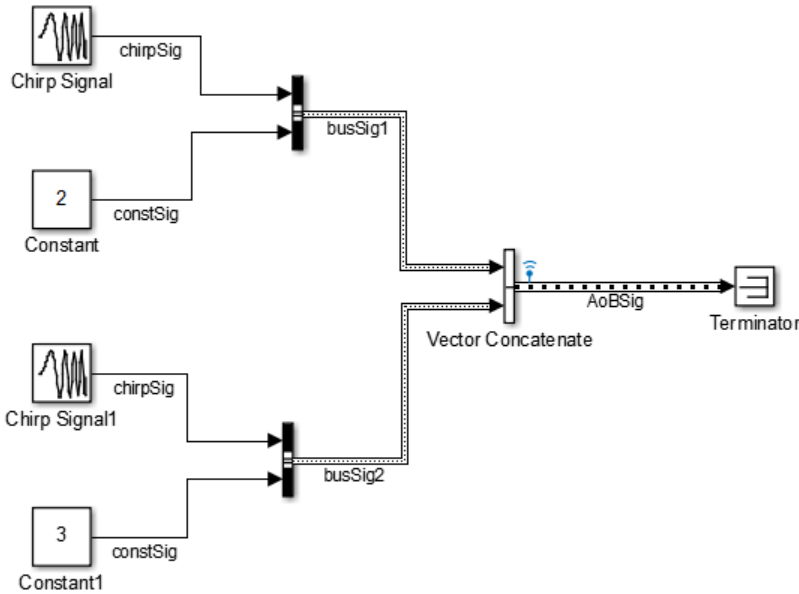 chirpSig
Chirp Signal
busSig1
2
constSig
Constant
AoBSig
Terminator
Vector Concatenate
chirpSig
Chirp Signal1
busSig2
3
constSig
Constant1